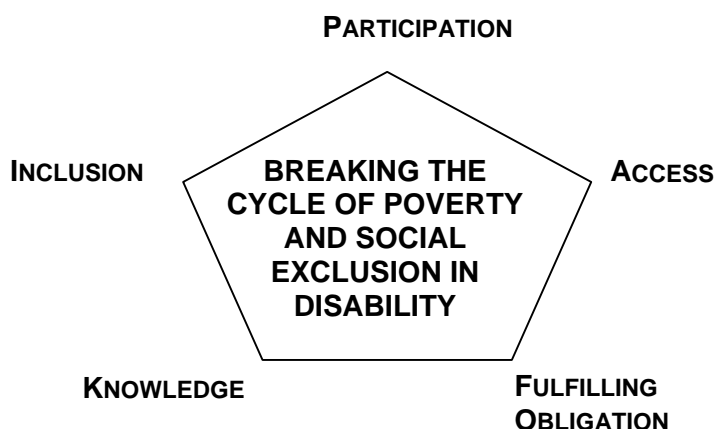 PARTICIPATION
INCLUSION
ACCESS
BREAKING THE
CYCLE OF POVERTY
AND SOCIAL
EXCLUSION IN
DISABILITY
KNOWLEDGE
FULFILLING
OBLIGATION